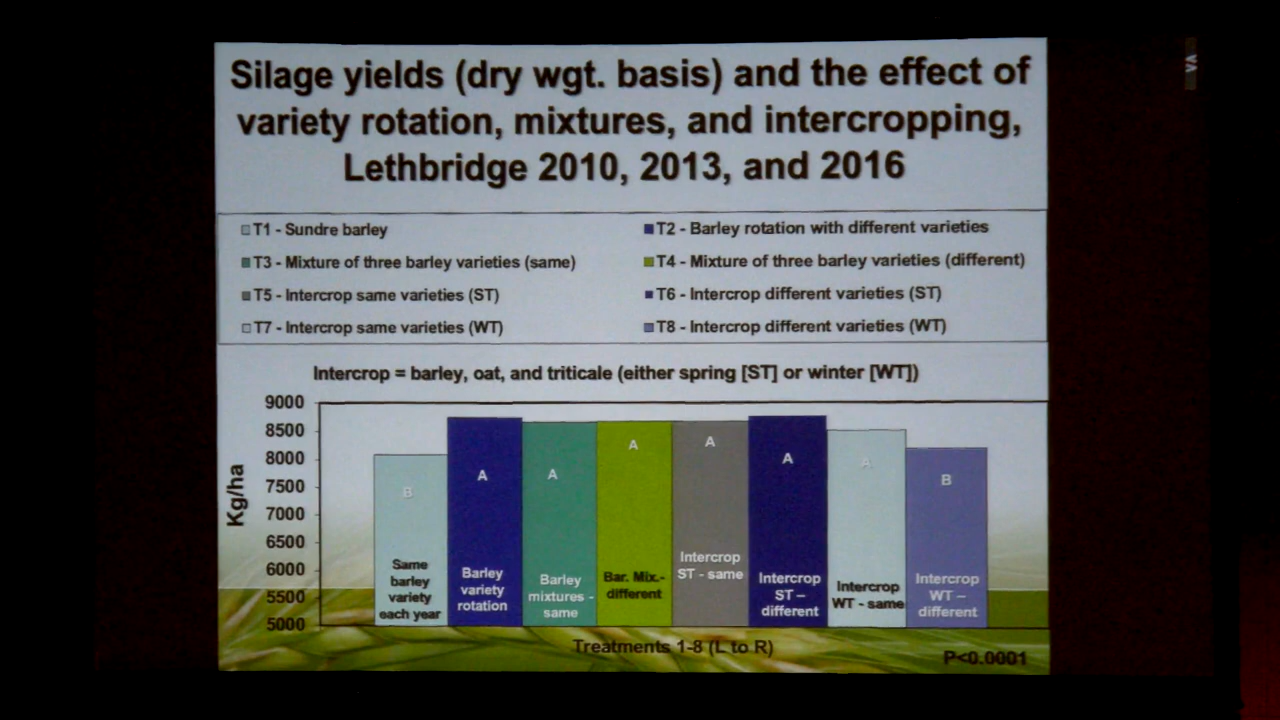 Silage yields (dry wgt. basis) and the effect of
variety rotation, mixtures, and intercropping,
Lethbridge 2010, 2013, and 2016
T1 - Sundre barley
T2 - Barley rotation with different varieties
T3 - Mixture of three barley varieties (same)
T4 - Mixture of three barley varieties (different)
T5 - Intercrop same varieties (ST)
T6 - Intercrop different varieties (ST)
T7 - Intercrop same varieties (WT)
T8 - Intercrop different varieties (WT)
Intercrop = barley, oat, and triticale (either spring [ST] or winter [WT])
Kg/ha
9000
8500
8000
7500
7000
6500
6000
5500
5000
B
Same
barley
variety
each year
A
Barley
variety
rotation
A
Barley
mixtures -
same
A
Bar. Mix.-
different
A
Intercrop
ST - same
A
Intercrop
ST –
different
A
Intercrop
WT - same
B
Intercrop
WT –
different
Treatments 1-8 (L to R)
P<0.0001